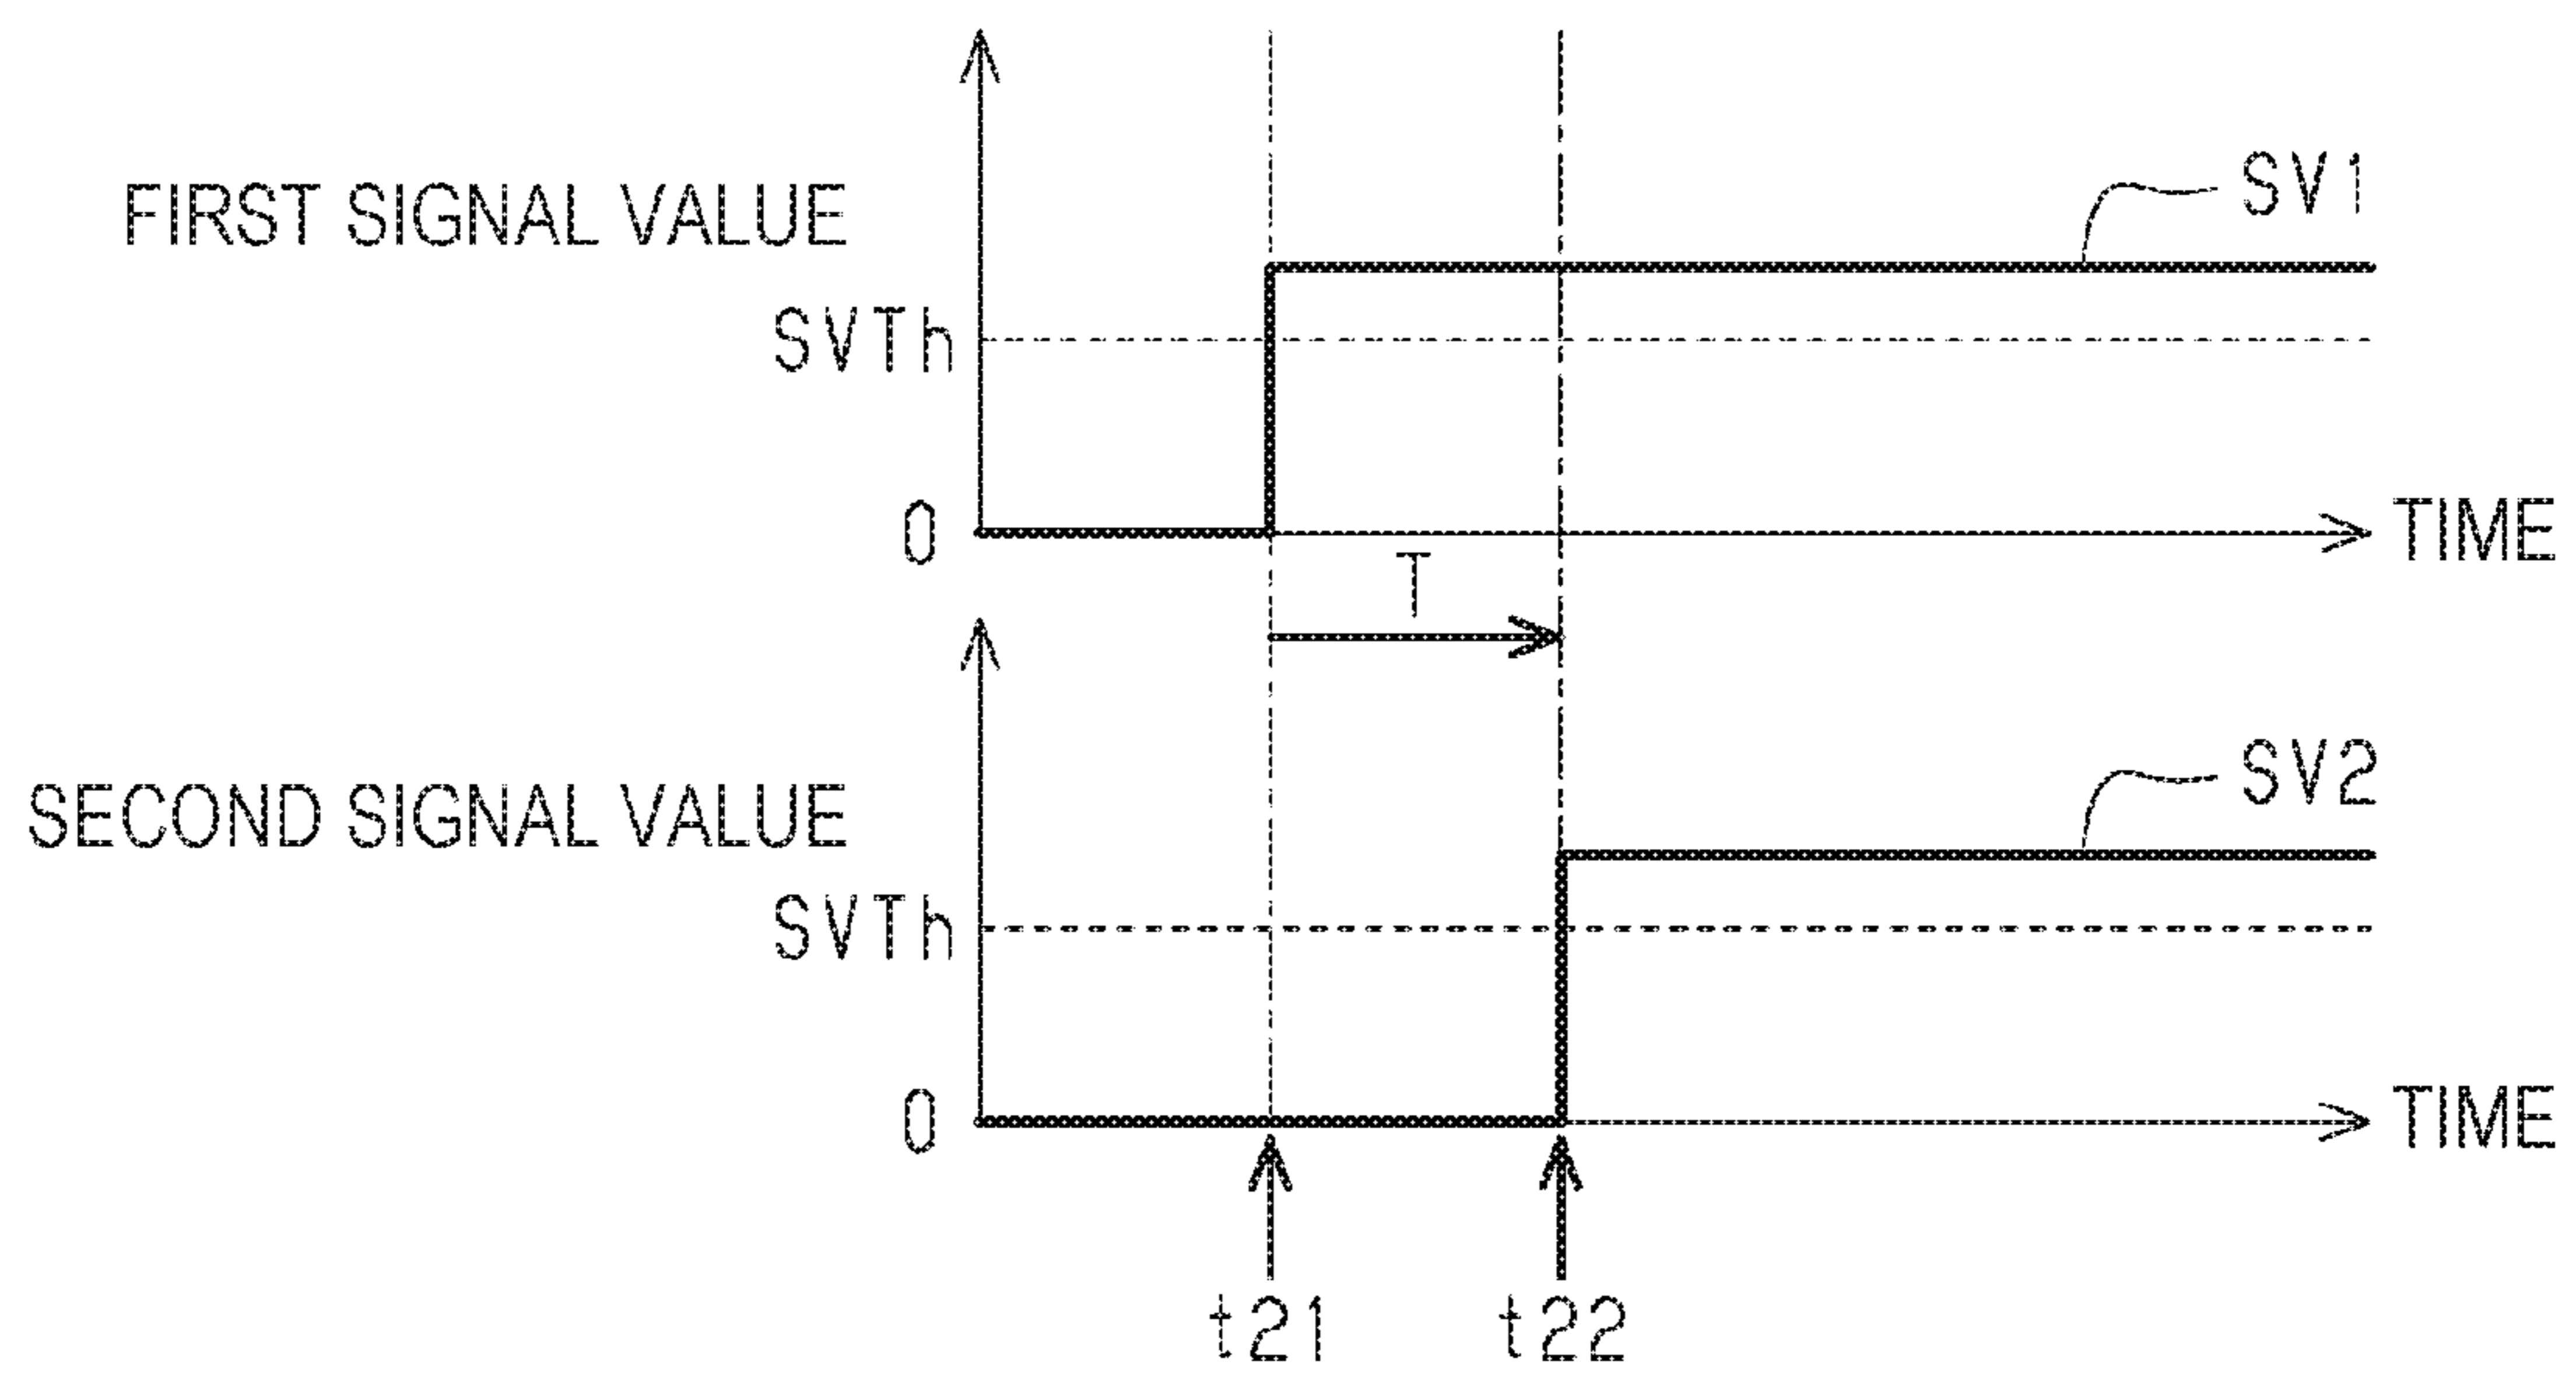 SV1
FIRST SIGNAL VALUE
SVTh
0
TIME
T
SV2
SECOND SIGNAL VALUE
SVTh
0
TIME
t21
t22